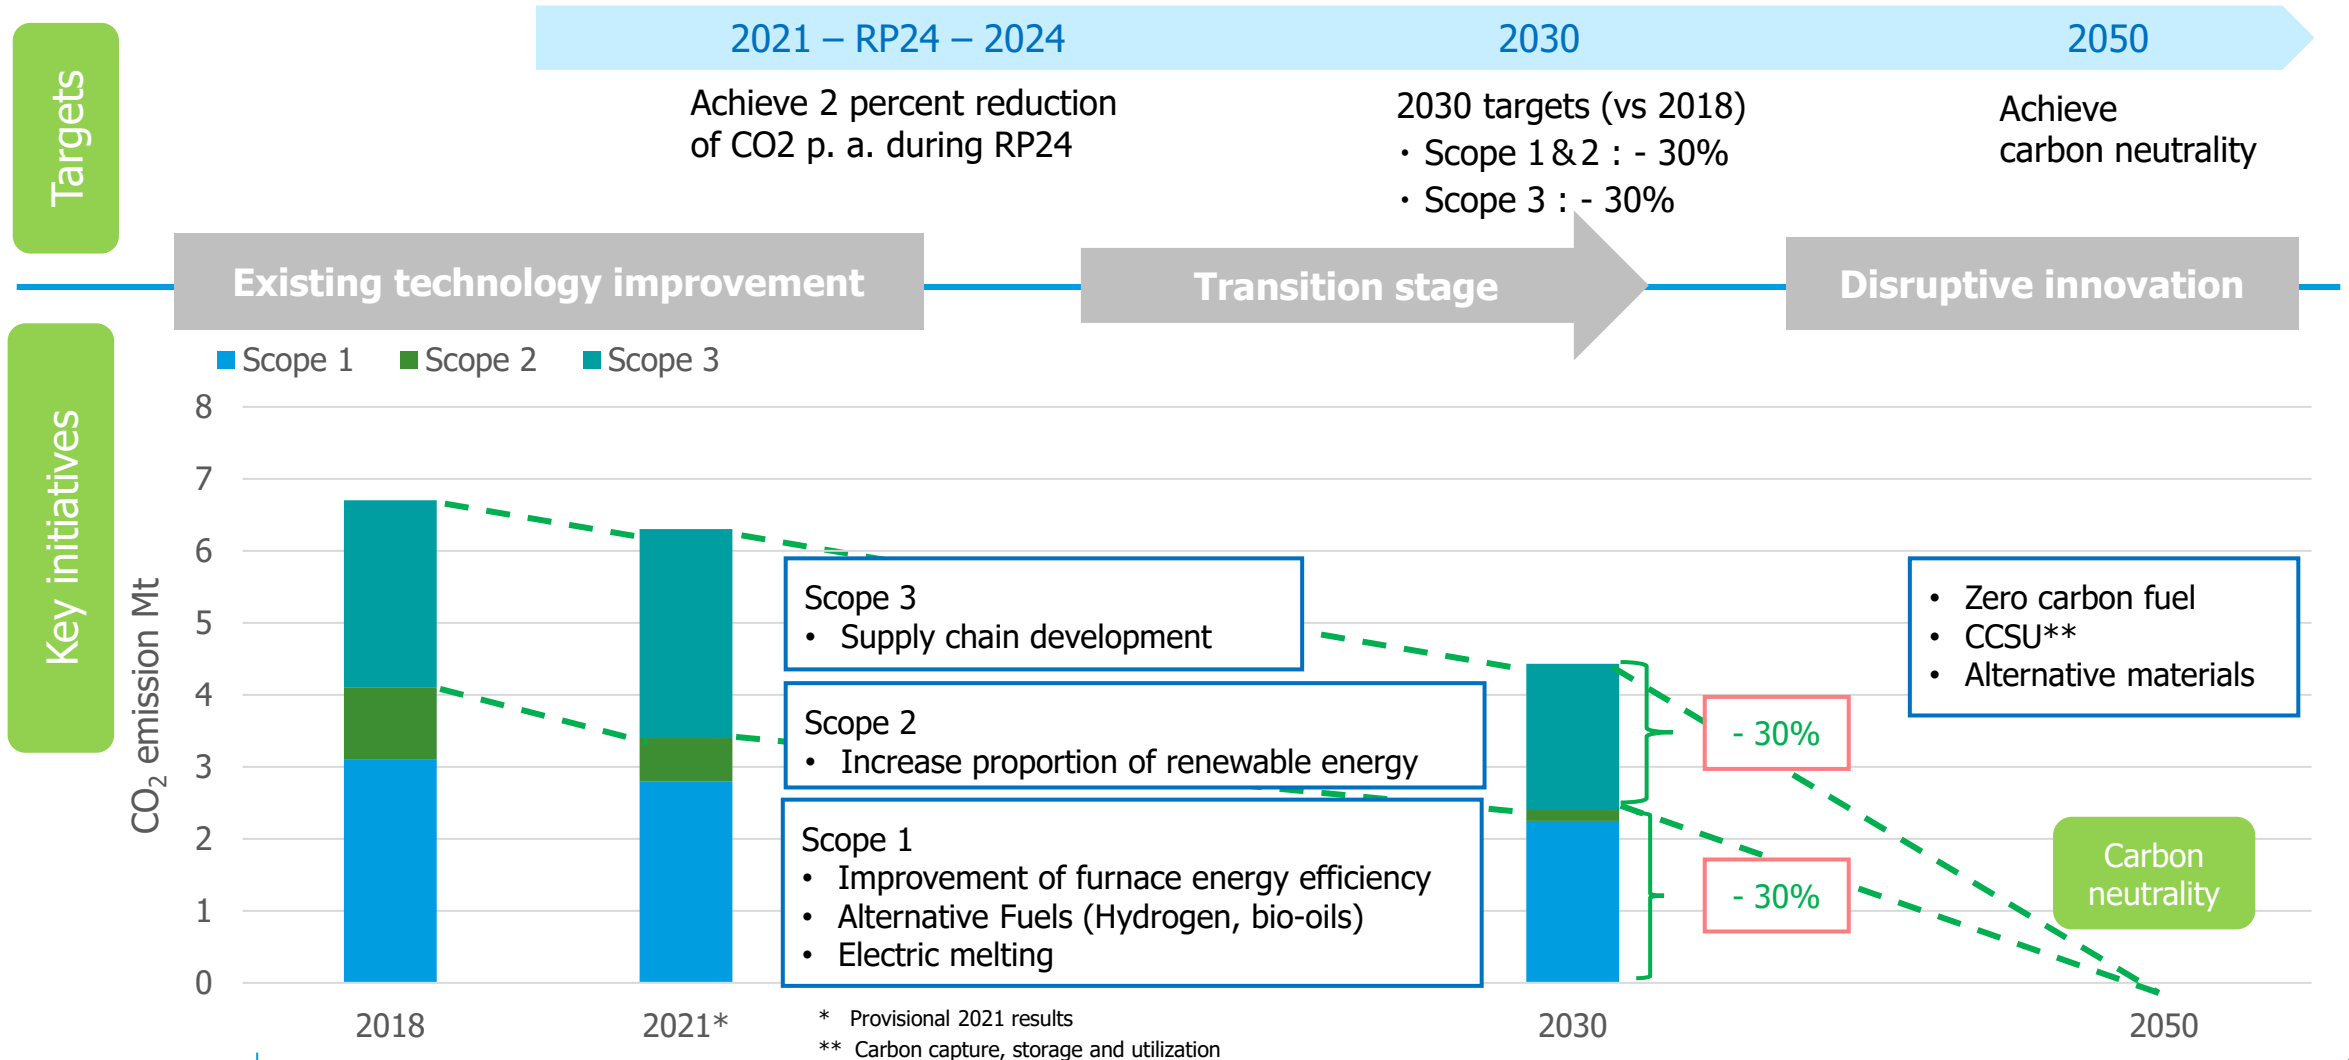 Targets
2021 – RP24 – 2024
2030
2050
Achieve 2 percent reduction
of CO2 p. a. during RP24
2030 targets (vs 2018)
・Scope 1&2 : - 30%
・Scope 3 : - 30%
Achieve
carbon neutrality
Existing technology improvement
Transition stage
Disruptive innovation
Key initiatives
Scope 1
Scope 2
Scope 3
CO2 emission Mt
8
7
6
5
4
3
2
1
0
Scope 3
• Supply chain development
Scope 2
• Increase proportion of renewable energy
Scope 1
• Improvement of furnace energy efficiency
• Alternative Fuels (Hydrogen, bio-oils)
• Electric melting
- 30%
- 30%
• Zero carbon fuel
• CCSU**
• Alternative materials
Carbon
neutrality
2018
2021*
2030
2050
* Provisional 2021 results
** Carbon capture, storage and utilization